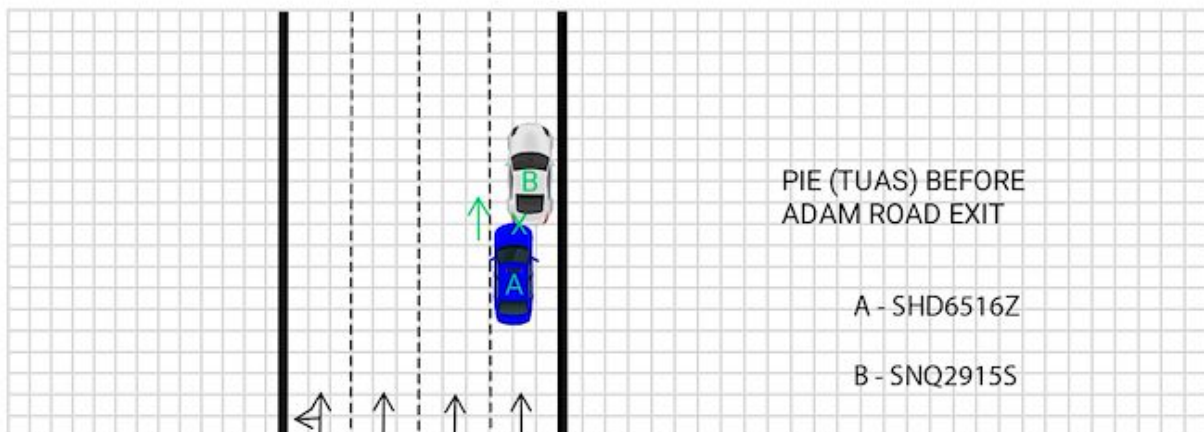 B
X
A
PIE (TUAS) BEFORE
ADAM ROAD EXIT
A - SHD6516Z
B - SNQ2915S